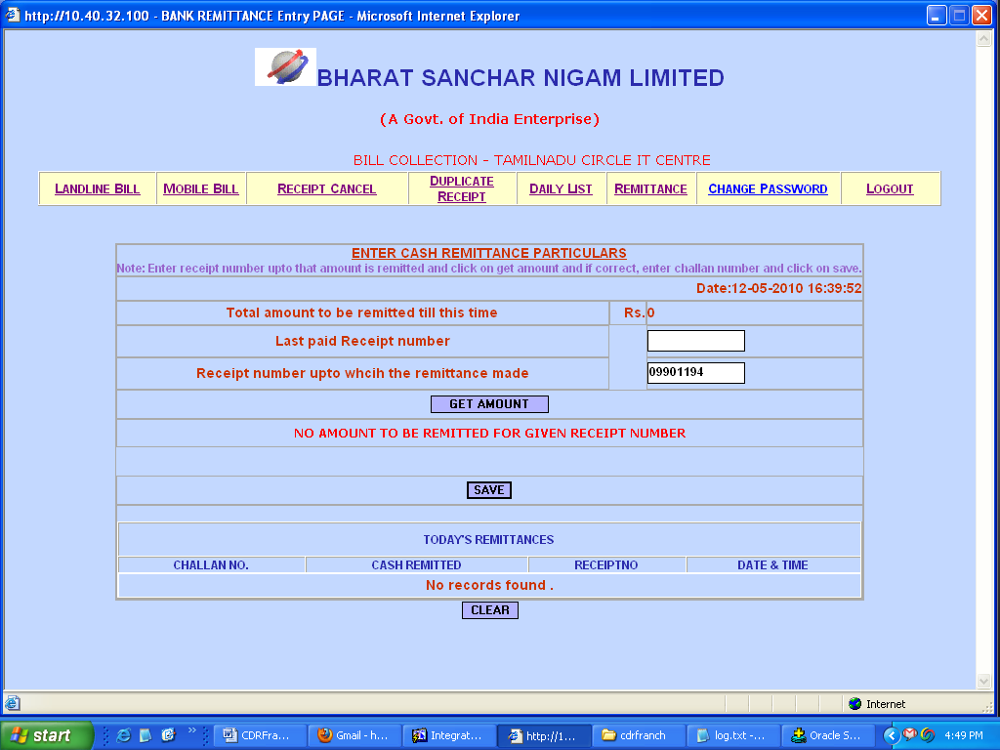 http://10.40.32.100 - BANK REMITTANCE Entry PAGE - Microsoft Internet Explorer
BHARAT SANCHAR NIGAM LIMITED
(A Govt. of India Enterprise)
BILL COLLECTION - TAMILNADU CIRCLE IT CENTRE
LANDLINE BILL MOBILE BILL RECEIPT CANCEL DUPLICATE RECEIPT DAILY LIST REMITTANCE CHANGE PASSWORD LOGOUT
ENTER CASH REMITTANCE PARTICULARS
Note: Enter receipt number upto that amount is remitted and click on get amount and if correct, enter challan number and click on save.
Date:12-05-2010 16:39:52
Total amount to be remitted till this time Rs.0
Last paid Receipt number
Receipt number upto whcih the remittance made 09901194
GET AMOUNT
NO AMOUNT TO BE REMITTED FOR GIVEN RECEIPT NUMBER
SAVE
TODAY'S REMITTANCES
CHALLAN NO. CASH REMITTED RECEIPTNO DATE & TIME
No records found .
CLEAR
Internet
start CDRFra... Gmail - h... Integrat... http://1... cdrfranch log.txt -... Oracle S... 4:49 PM